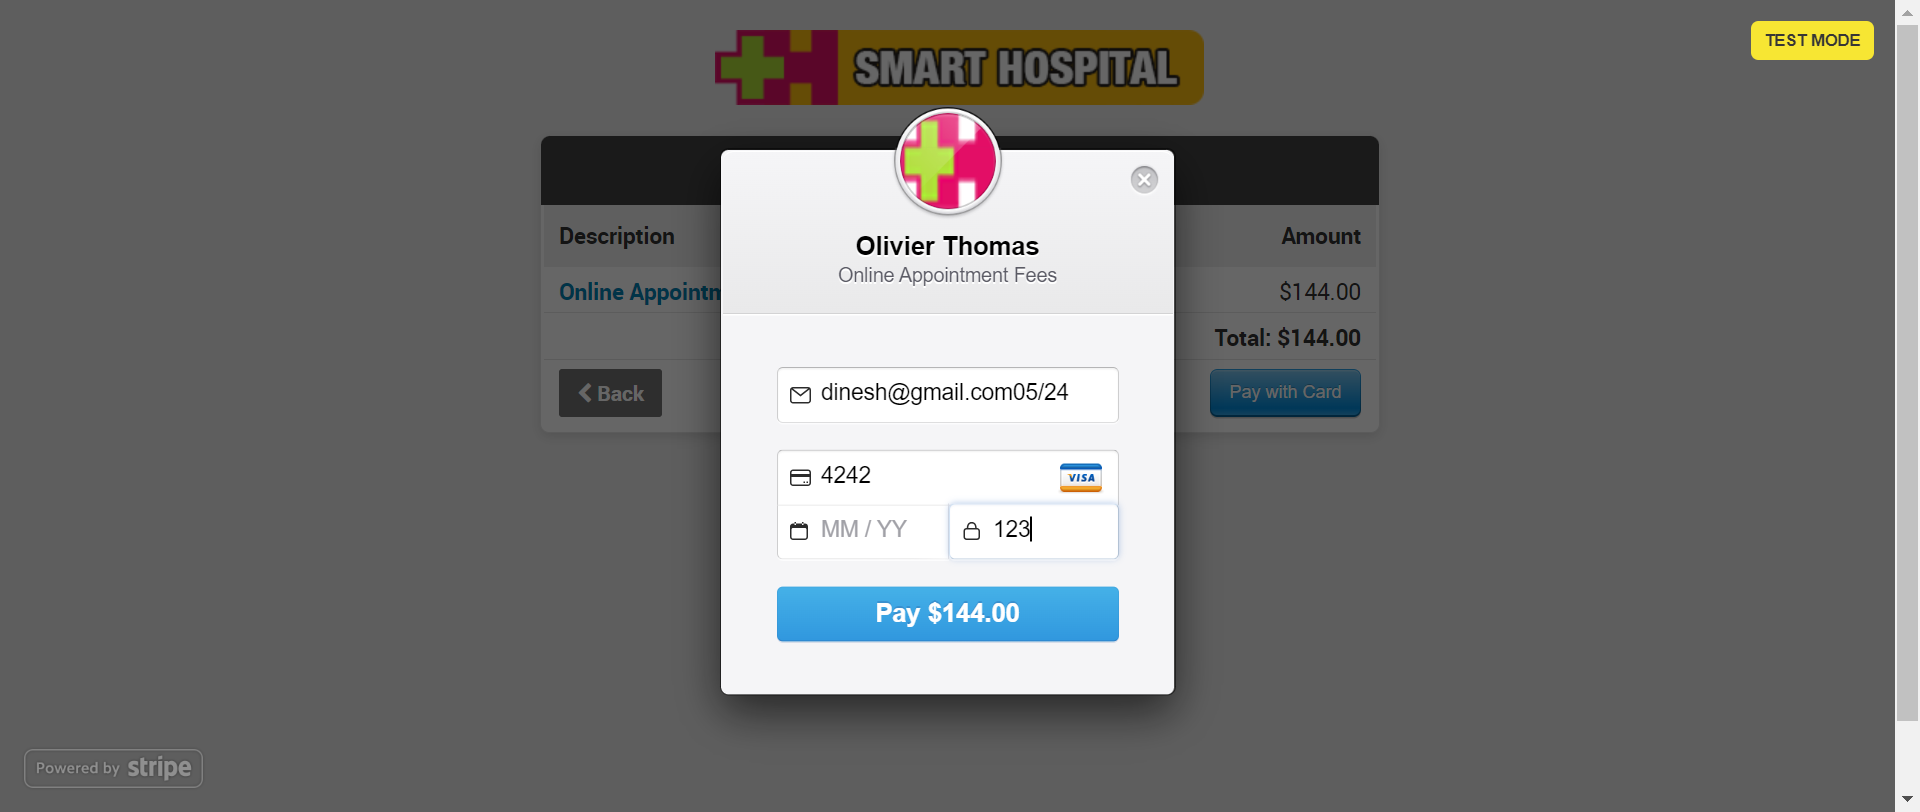 SMART HOSPITAL
TEST MODE
Olivier Thomas
Online Appointment Fees
Description
Amount
Online Appointm
$144.00
Total: $144.00
Back
Pay with Card
dinesh@gmail.com05/24
4242
VISA
MM / YY
123
Pay $144.00
Powered by stripe